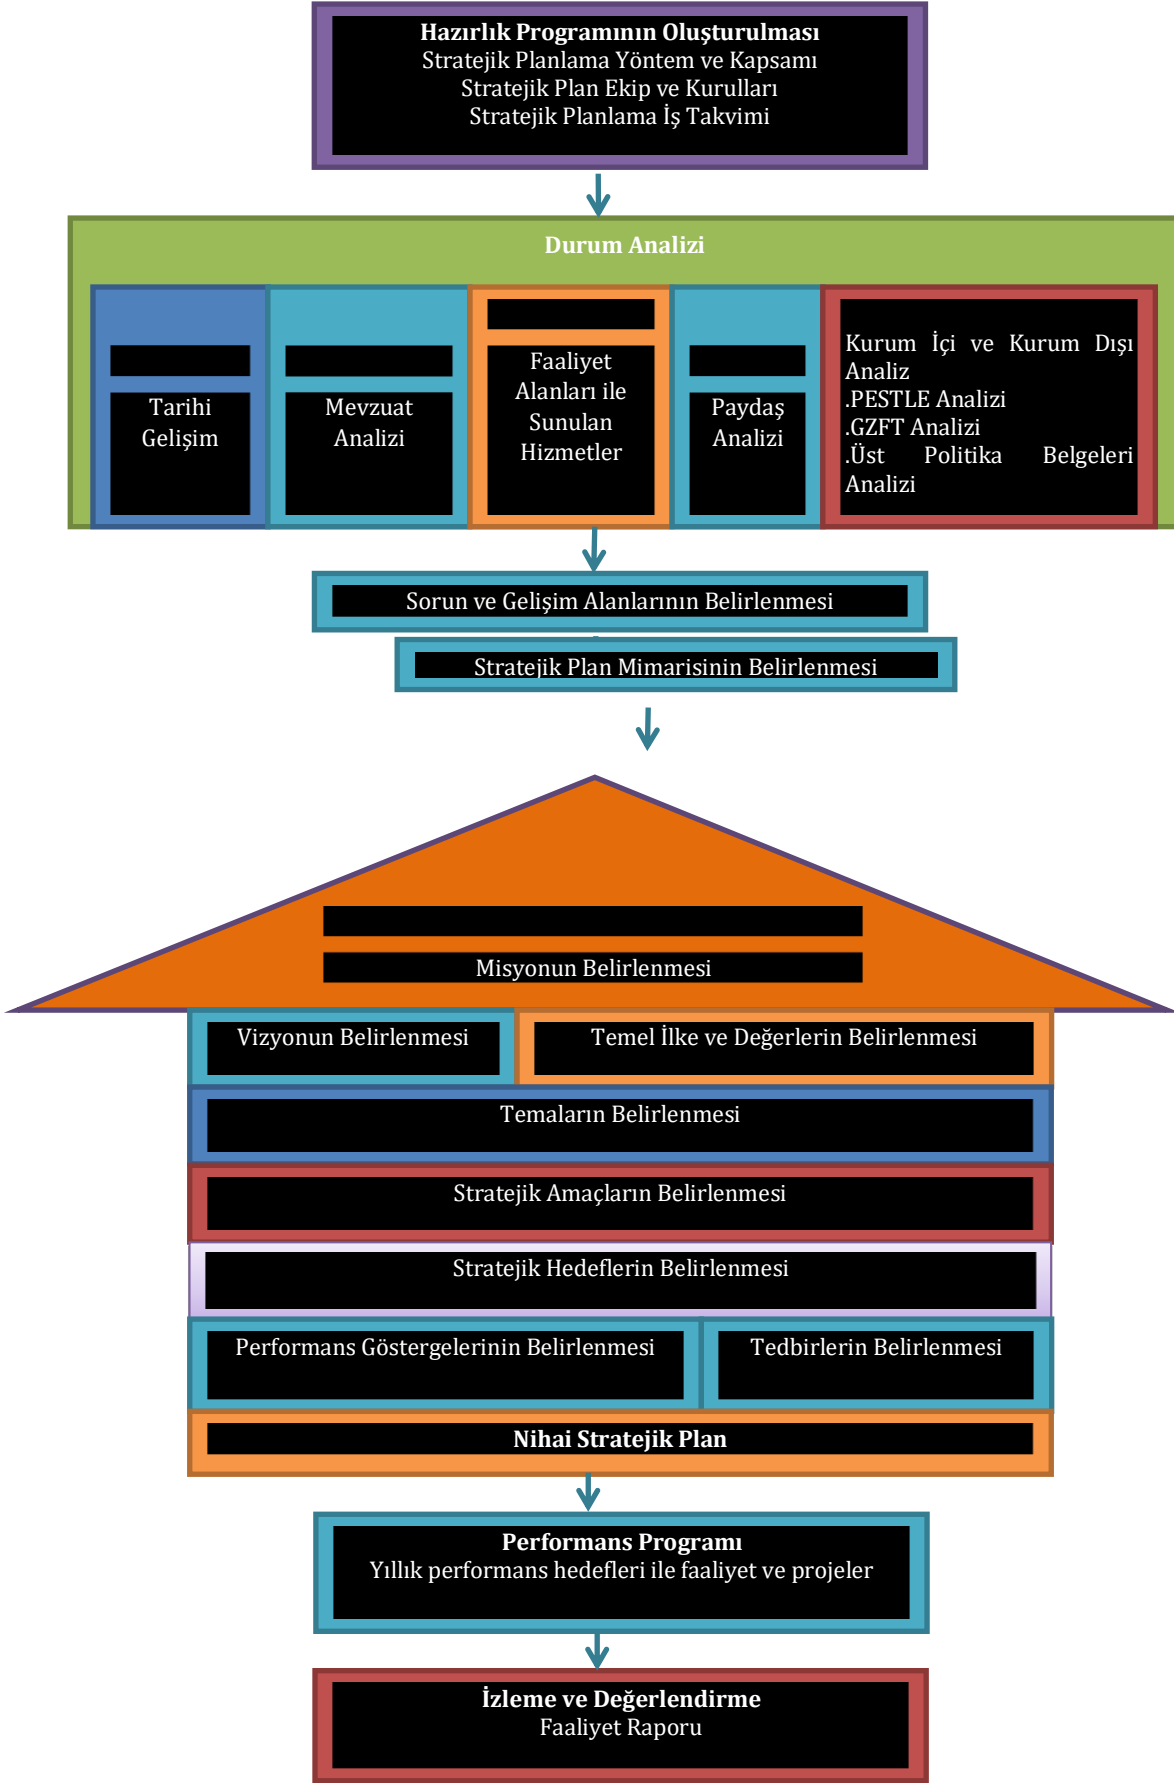 Hazırlık Programının Oluşturulması
Stratejik Planlama Yöntem ve Kapsamı
Stratejik Plan Ekip ve Kurulları
Stratejik Planlama İş Takvimi
Durum Analizi
Tarihi
Gelişim
Mevzuat
Analizi
Faaliyet
Alanları ile
Sunulan
Hizmetler
Paydaş
Analizi
Kurum İçi ve Kurum Dışı
Analiz
.PESTLE Analizi
.GZFT Analizi
.Üst Politika Belgeleri
Analizi
Sorun ve Gelişim Alanlarının Belirlenmesi
Stratejik Plan Mimarisinin Belirlenmesi
Misyonun Belirlenmesi
Vizyonun Belirlenmesi
Temel İlke ve Değerlerin Belirlenmesi
Temaların Belirlenmesi
Stratejik Amaçların Belirlenmesi
Stratejik Hedeflerin Belirlenmesi
Performans Göstergelerinin Belirlenmesi
Tedbirlerin Belirlenmesi
Nihai Stratejik Plan
Performans Programı
Yıllık performans hedefleri ile faaliyet ve projeler
İzleme ve Değerlendirme
Faaliyet Raporu